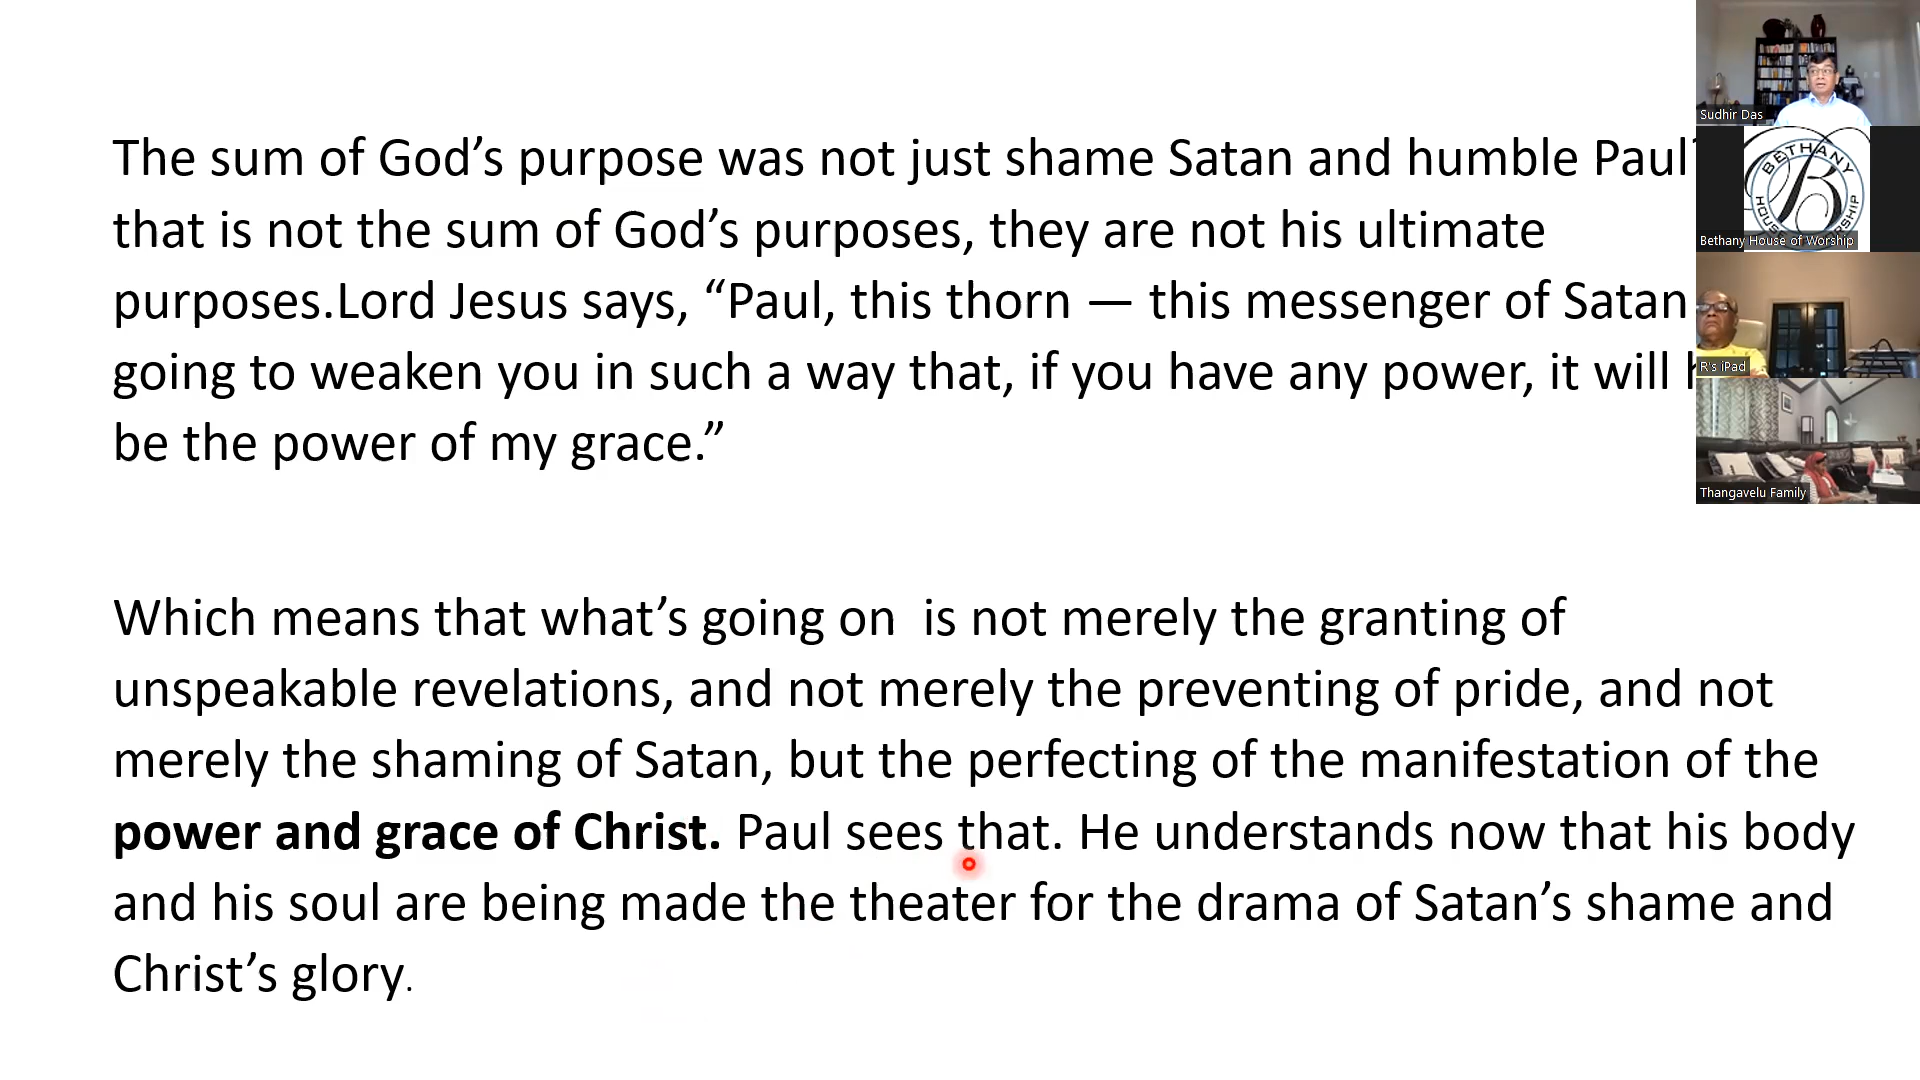 The sum of God’s purpose was not just shame Satan and humble Paul?
that is not the sum of God’s purposes, they are not his ultimate
purposes.Lord Jesus says, “Paul, this thorn — this messenger of Satan
going to weaken you in such a way that, if you have any power, it will
be the power of my grace.”
Which means that what’s going on  is not merely the granting of
unspeakable revelations, and not merely the preventing of pride, and not
merely the shaming of Satan, but the perfecting of the manifestation of the
power and grace of Christ. Paul sees that. He understands now that his body
and his soul are being made the theater for the drama of Satan’s shame and
Christ’s glory.
Sudhir Das
BETHANY
B
HOUSE WORSHIP
Bethany House of Worship
R's iPad
Thangavelu Family